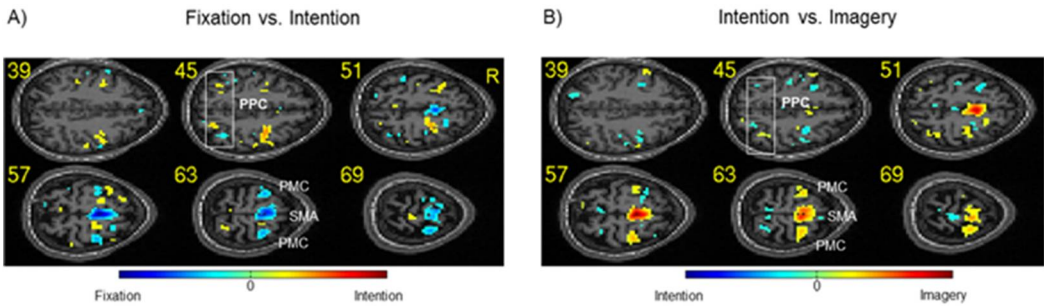 A) Fixation vs. Intention
39 45 51 R
PPC
57 63 69
PMC
SMA
PMC
0
Fixation Intention
B) Intention vs. Imagery
39 45 51
PPC
57 63 69
PMC
SMA
PMC
0
Intention Imagery